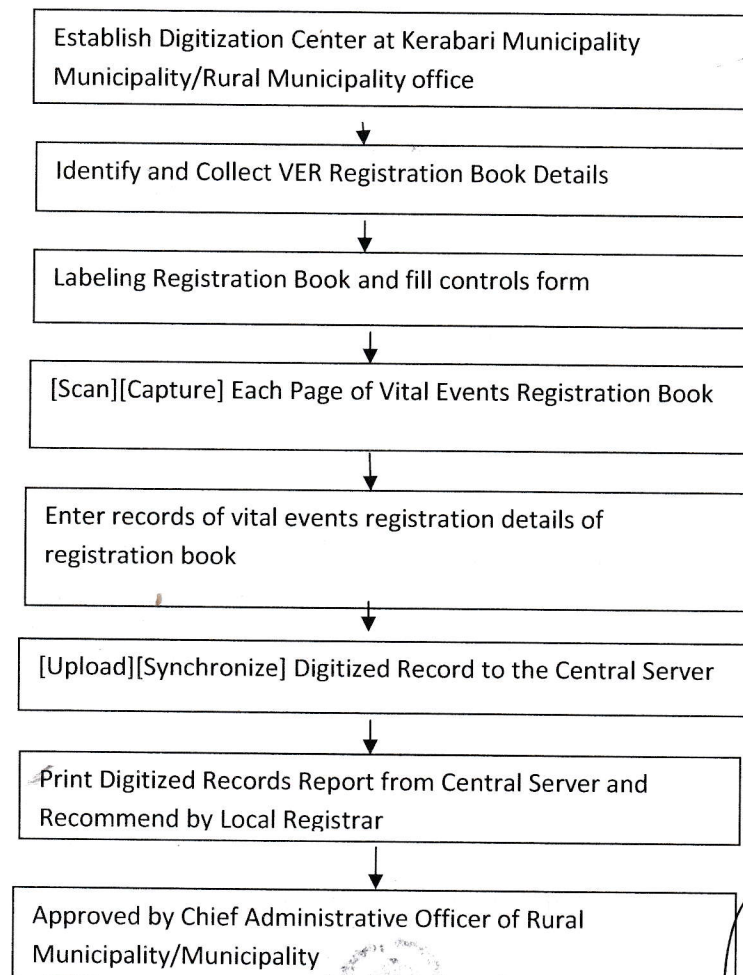 Establish Digitization Center at Kerabari Municipality
Municipality/Rural Municipality office
Identify and Collect VER Registration Book Details
Labeling Registration Book and fill controls form
[Scan][Capture] Each Page of Vital Events Registration Book
Enter records of vital events registration details of
registration book
[Upload][Synchronize] Digitized Record to the Central Server
Print Digitized Records Report from Central Server and
Recommend by Local Registrar
Approved by Chief Administrative Officer of Rural
Municipality/Municipality